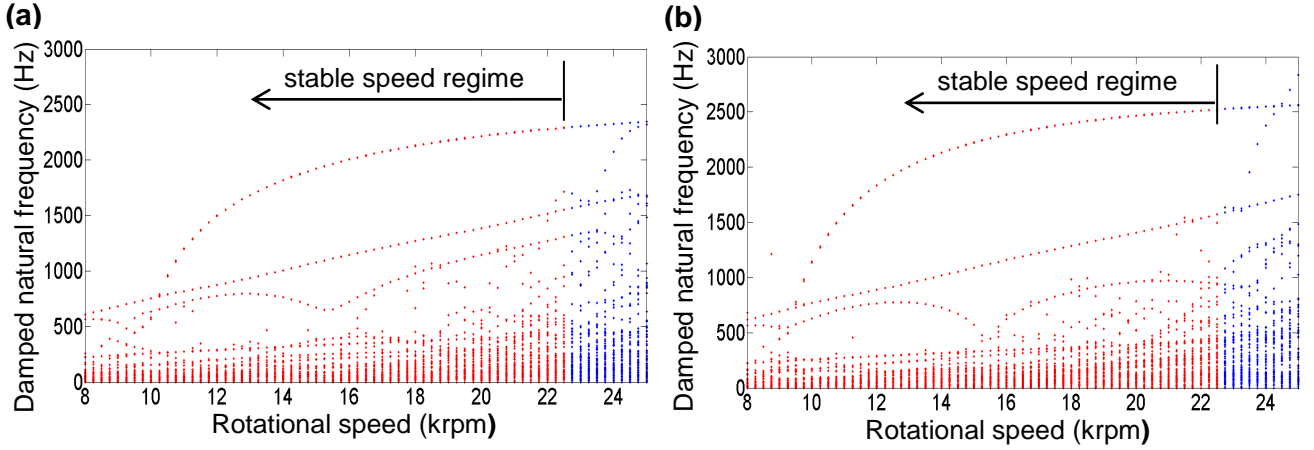 (a)
3000
2500
2000
1500
1000
500
0
Damped natural frequency (Hz)
stable speed regime
8 10 12 14 16 18 20 22 24
Rotational speed (krpm)
(b)
3000
2500
2000
1500
1000
500
0
Damped natural frequency (Hz)
stable speed regime
8 10 12 14 16 18 20 22 24
Rotational speed (krpm)